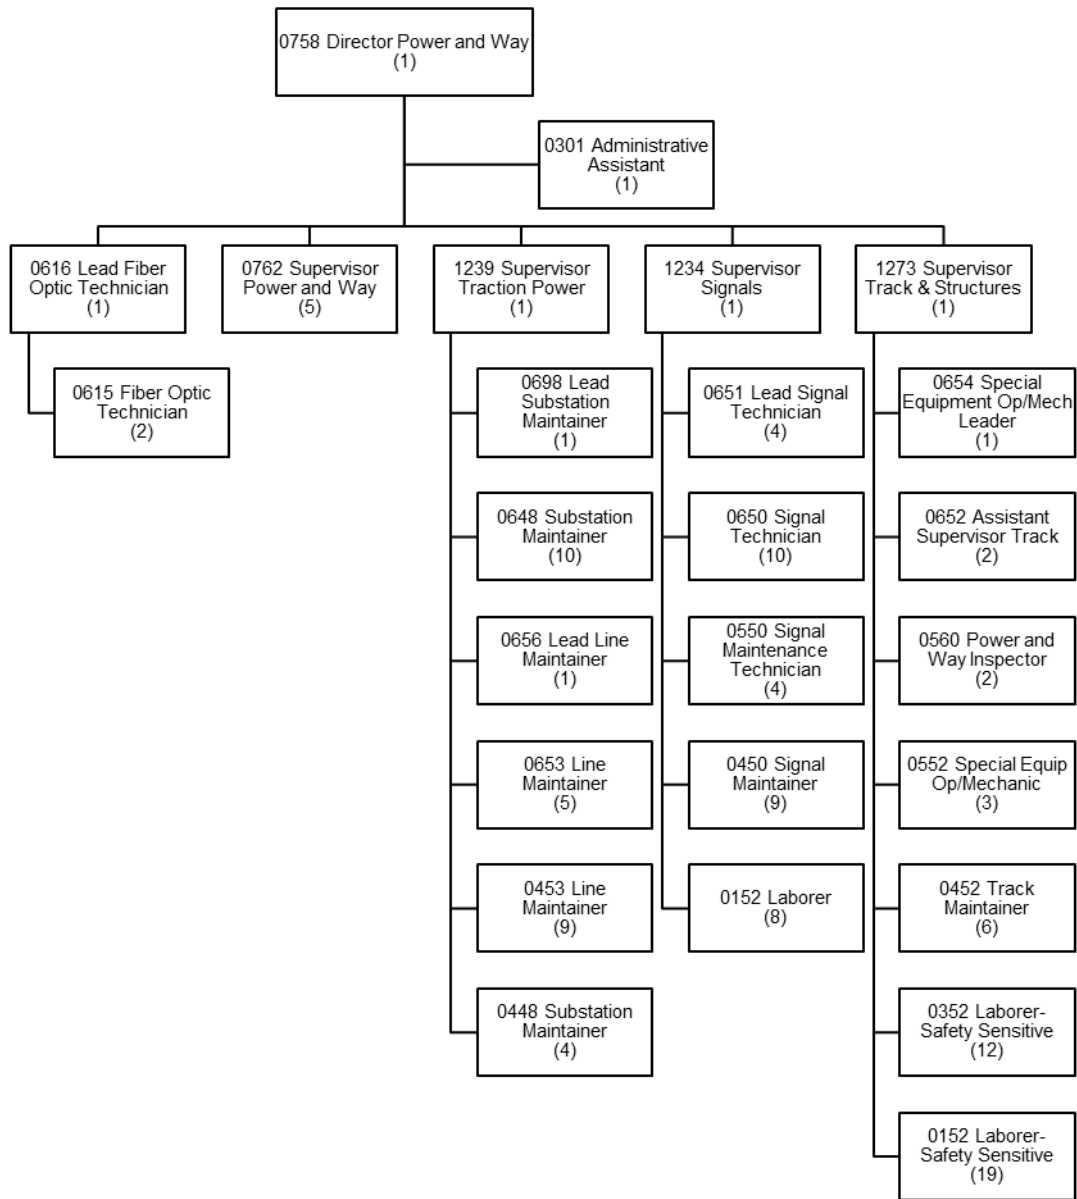 0758 Director Power and Way
(1)
0301 Administrative
Assistant
(1)
0616 Lead Fiber
Optic Technician
(1)
0762 Supervisor
Power and Way
(5)
1239 Supervisor
Traction Power
(1)
1234 Supervisor
Signals
(1)
1273 Supervisor
Track & Structures
(1)
0615 Fiber Optic
Technician
(2)
0698 Lead
Substation
Maintainer
(1)
0648 Substation
Maintainer
(10)
0656 Lead Line
Maintainer
(1)
0653 Line
Maintainer
(5)
0453 Line
Maintainer
(9)
0448 Substation
Maintainer
(4)
0651 Lead Signal
Technician
(4)
0650 Signal
Technician
(10)
0550 Signal
Maintenance
Technician
(4)
0450 Signal
Maintainer
(9)
0152 Laborer
(8)
0654 Special
Equipment Op/Mech
Leader
(1)
0652 Assistant
Supervisor Track
(2)
0560 Power and
Way Inspector
(2)
0552 Special Equip
Op/Mechanic
(3)
0452 Track
Maintainer
(6)
0352 Laborer-
Safety Sensitive
(12)
0152 Laborer-
Safety Sensitive
(19)